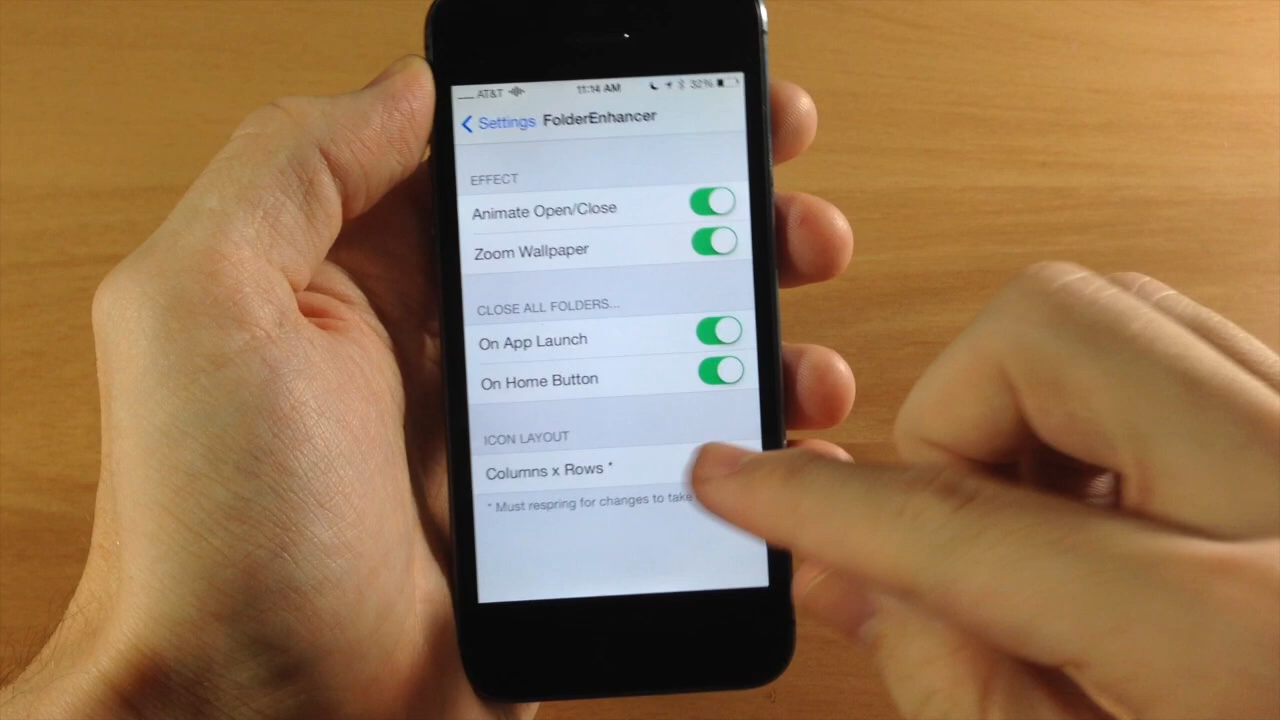 AT&T 11:14 AM 32%
Settings FolderEnhancer
EFFECT
Animate Open/Close
Zoom Wallpaper
CLOSE ALL FOLDERS...
On App Launch
On Home Button
ICON LAYOUT
Columns x Rows *
* Must respring for changes to take